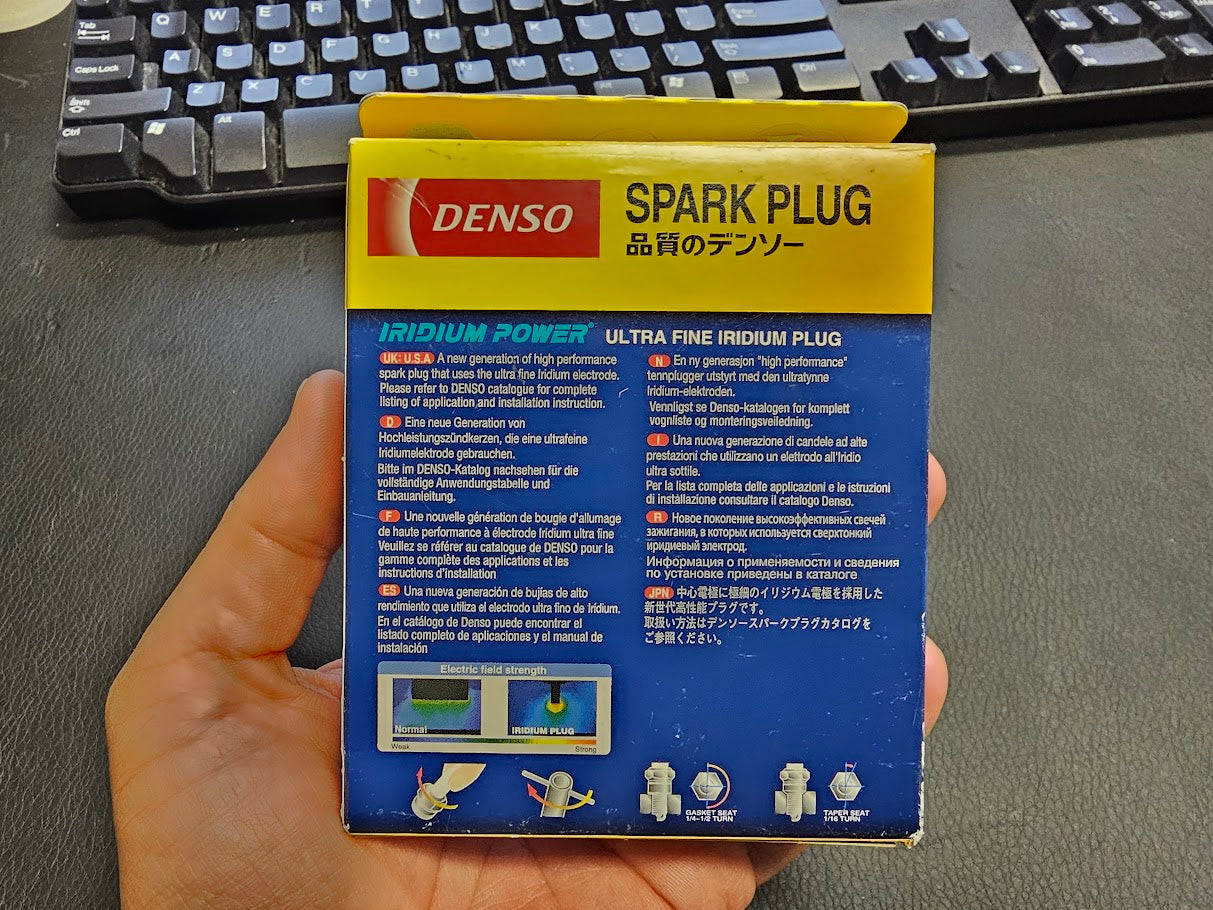 Tab
Q W E R T Y U I O P
Caps Lock
A S D F G H J K L
Shift
Z X C V B N M
Ctrl
Alt
Ctrl
DENSO
SPARK PLUG
品質のデンソー
IRIDIUM POWER® ULTRA FINE IRIDIUM PLUG
UK: U.S.A A new generation of high performance
spark plug that uses the ultra fine Iridium electrode.
Please refer to DENSO catalogue for complete
listing of application and installation instruction.
D Eine neue Generation von
Hochleistungszündkerzen, die eine ultrafeine
Iridiumelektrode gebrauchen.
Bitte im DENSO-Katalog nachsehen für die
vollständige Anwendungstabelle und
Einbauanleitung.
F Une nouvelle génération de bougie d'allumage
de haute performance à électrode Iridium ultra fine
Veuillez se référer au catalogue de DENSO pour la
gamme complète des applications et les
instructions d'installation
ES Una nueva generación de bujías de alto
rendimiento que utiliza el electrodo ultra fino de Irídium.
En el catálogo de Denso puede encontrar el
listado completo de aplicaciones y el manual de
instalación
N En ny generasjon "high performance"
tennplugger utstyrt med den ultratynne
Iridium-elektroden.
Vennligst se Denso-katalogen for komplett
vognliste og monteringsveiledning.
I Una nuova generazione di candele ad alte
prestazioni che utilizzano un elettrodo all'Iridio
ultra sottile.
Per la lista completa delle applicazioni e le istruzioni
di installazione consultare il catalogo Denso.
R Новое поколение высокоэффективных свечей
зажигания, в которых используется сверхтонкий
иридиевый электрод.
Информация о применяемости и сведения
по установке приведены в каталоге
JPN 中心電極に極細のイリジウム電極を採用した
新世代高性能プラグです。
取扱い方法はデンソースパークプラグカタログを
ご参照ください。
Electric field strength
Normal
IRIDIUM PLUG
Weak
Strong
GASKET SEAT
1/4~1/2 TURN
TAPER SEAT
1/16 TURN